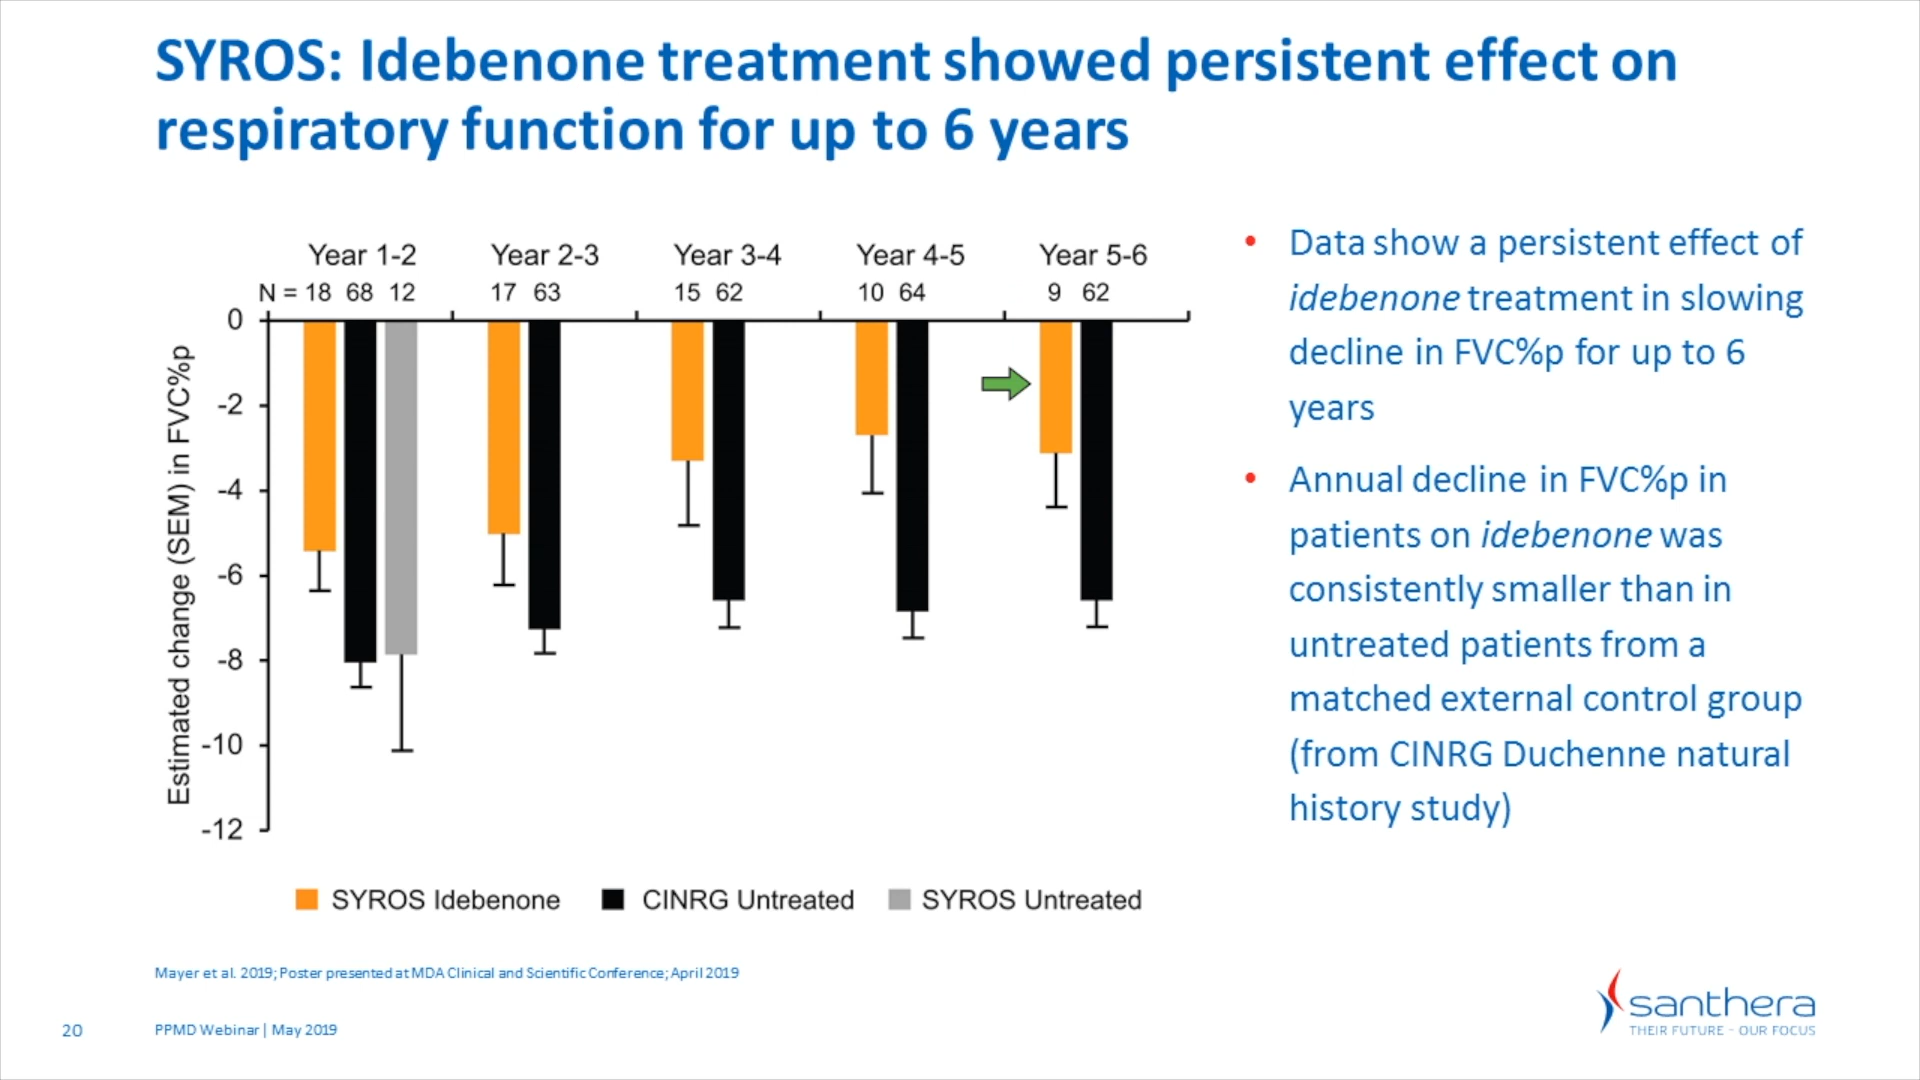 SYROS: Idebenone treatment showed persistent effect on
respiratory function for up to 6 years
Year 1-2 Year 2-3 Year 3-4 Year 4-5 Year 5-6
N = 18 68 12 17 63 15 62 10 64 9 62
0
-2
-4
-6
-8
-10
-12
Estimated change (SEM) in FVC%p
SYROS Idebenone CINRG Untreated SYROS Untreated
• Data show a persistent effect of
idebenone treatment in slowing
decline in FVC%p for up to 6
years
• Annual decline in FVC%p in
patients on idebenone was
consistently smaller than in
untreated patients from a
matched external control group
(from CINRG Duchenne natural
history study)
Mayer et al. 2019; Poster presented at MDA Clinical and Scientific Conference; April 2019
20 PPMD Webinar | May 2019
santhera
THEIR FUTURE - OUR FOCUS